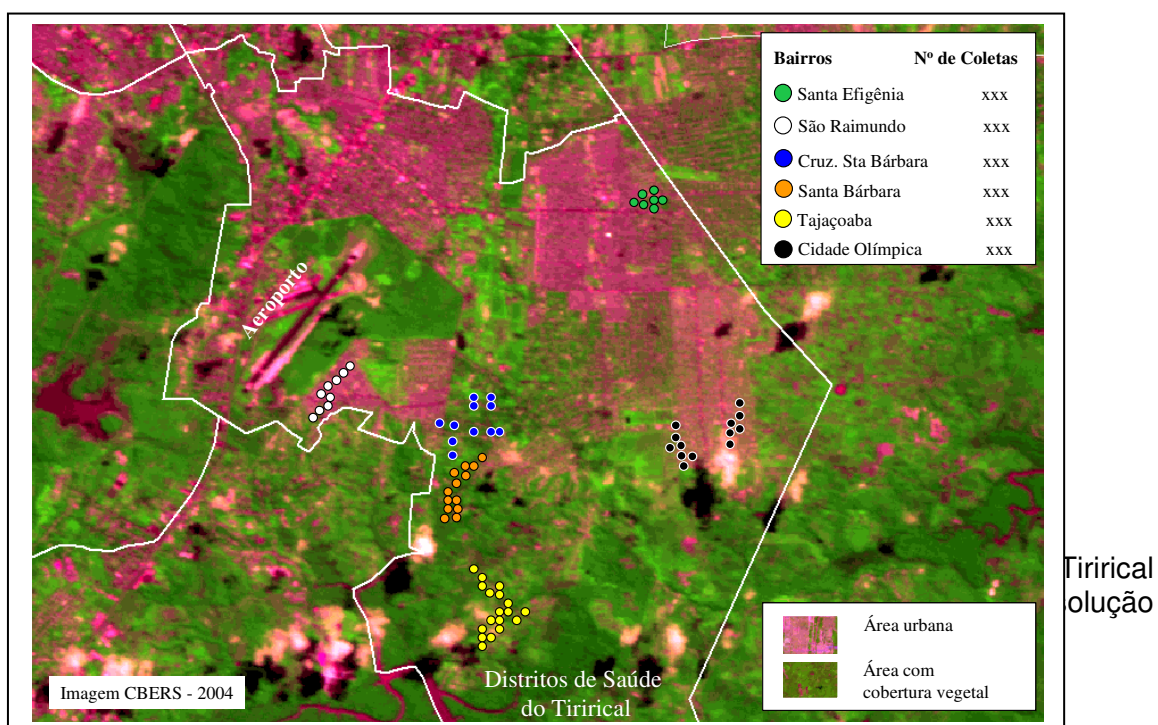 Bairros Nº de Coletas
Santa Efigênia xxx
São Raimundo xxx
Cruz. Sta Bárbara xxx
Santa Bárbara xxx
Tajaçoaba xxx
Cidade Olímpica xxx
Aeroporto
Tirirical
olução
Área urbana
Área com
cobertura vegetal
Imagem CBERS - 2004
Distritos de Saúde
do Tirirical